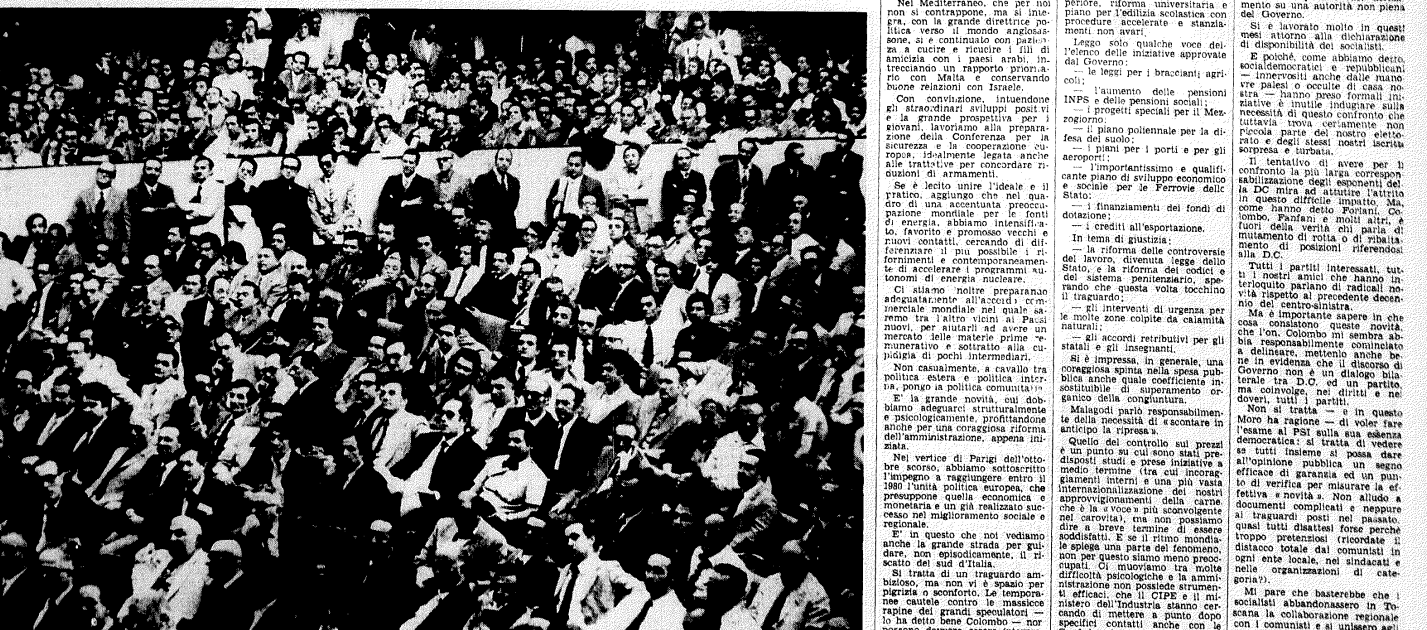 Nel Mediterraneo, che per noi
non si contrappone, ma si inte-
gra, con la grande direttrice po-
litica verso il mondo anglosas-
sone, si è continuato con pazien-
za a cucire e ricucire i fili di
amicizia con i paesi arabi, in-
trecciando un rapporto priorita-
rio con Malta e conservando
buone relazioni con Israele.
Con convinzione, intuendone
gli straordinari sviluppi positivi
e la grande prospettiva per i
giovani, lavoriamo alla prepara-
zione della Conferenza per la
sicurezza e la cooperazione eu-
ropea, idealmente legata anche
alle trattative per concordare ri-
duzioni di armamenti.
Se è lecito unire l'ideale e il
pratico, aggiungo che nel qua-
dro di una accentuata preoccu-
pazione mondiale per le fonti
di energia, abbiamo intensifica-
to, favorito e promosso vecchi e
nuovi contatti, cercando di dif-
ferenziare il più possibile i ri-
fornimenti e contemporaneamen-
te di accelerare i programmi au-
tonomi di energia nucleare.
Ci stiamo inoltre preparando
adeguatamente all'accordo com-
merciale mondiale nel quale sa-
remo tra l'altro vicini ai Paesi
nuovi, per aiutarli ad avere un
mercato delle materie prime re-
munerativo e sottratto alla cu-
pidigia di pochi intermediari.
Non casualmente, a cavallo tra
politica estera e politica inter-
na, pongo la politica comunitaria.
E' la grande novità, cui dob-
biamo adeguarci strutturalmente
e psicologicamente, profittandone
anche per una coraggiosa riforma
dell'amministrazione, appena ini-
ziata.
Nel vertice di Parigi dell'otto-
bre scorso, abbiamo sottoscritto
l'impegno a raggiungere entro il
1980 l'unità politica europea, che
presuppone quella economica e
monetaria e un già realizzato suc-
cesso nel miglioramento sociale e
regionale.
E' in questo che noi vediamo
anche la grande strada per gui-
dare, non episodicamente, il ri-
scatto del sud d'Italia.
Si tratta di un traguardo am-
bizioso, ma non vi è spazio per
pigrizia o sconforto. Le tempora-
nee cautele contro le massicce
rapine dei grandi speculatori —
lo ha detto bene Colombo — non
periore, riforma universitaria e
piano per l'edilizia scolastica con
procedure accelerate e stanzia-
menti non avari.
Leggo solo qualche voce del-
l'elenco delle iniziative approvate
dal Governo:
— le leggi per i braccianti agri-
coli;
— l'aumento delle pensioni
INPS e delle pensioni sociali;
— i progetti speciali per il Mez-
zogiorno;
— il piano poliennale per la di-
fesa del suolo;
— i piani per i porti e per gli
aeroporti;
— l'importantissimo e qualifi-
cante piano di sviluppo economico
e sociale per le Ferrovie dello
Stato;
— i finanziamenti dei fondi di
dotazione;
— i crediti all'esportazione.
In tema di giustizia:
— la riforma delle controversie
del lavoro, divenuta legge dello
Stato, e la riforma dei codici e
del sistema penitenziario, spe-
rando che questa volta tocchino
il traguardo;
— gli interventi di urgenza per
le molte zone colpite da calamità
naturali;
— gli accordi retributivi per gli
statali e gli insegnanti.
Si è impressa, in generale, una
coraggiosa spinta nella spesa pub-
blica anche quale coefficiente in-
sostituibile di superamento or-
ganico della congiuntura.
Malagodi parlò responsabilmen-
te della necessità di « scontare in
anticipo la ripresa ».
Quello del controllo sui prezzi
è un punto su cui sono stati pre-
disposti studi e prese iniziative a
medio termine (tra cui incorag-
giamenti interni e una più vasta
internazionalizzazione dei nostri
approvvigionamenti della carne
che è la « voce » più sconvolgente
nel carovita), ma non possiamo
dire a breve termine di essere
soddisfatti. E se il ritmo mondia-
le spiega una parte del fenomeno,
non per questo siamo meno preoc-
cupati. Ci muoviamo tra molte
difficoltà psicologiche e la ammi-
nistrazione non possiede strumen-
ti efficaci, che il CIPE e il mi-
nistero dell'Industria stanno cer-
cando di mettere a punto dopo
specifici contatti anche con le
mento su una autorità non piena
del Governo.
Si è lavorato molto in questi
mesi attorno alla dichiarazione
di disponibilità dei socialisti.
E poiché, come abbiamo detto,
socialdemocratici e repubblicani
— innervositi anche dalle mano-
vre palesi o occulte di casa no-
stra — hanno preso formali ini-
ziative è inutile indugiare sulla
necessità di questo confronto che
tuttavia trova certamente non
piccola parte del nostro eletto-
rato e degli stessi nostri iscritti
sorpresa e turbata.
Il tentativo di avere per il
confronto la più larga correspon-
sabilizzazione degli esponenti del-
la DC mira ad attutire l'attrito
in questo difficile impatto. Ma,
come hanno detto Forlani, Co-
lombo, Fanfani e molti altri, è
fuori della verità chi parla di
mutamento di rotta o di ribalta-
mento di posizioni riferendosi
alla D.C.
Tutti i partiti interessati, tut-
ti i nostri amici che hanno in-
terloquito parlano di radicali no-
vità rispetto al precedente decen-
nio del centro-sinistra.
Ma è importante sapere in che
cosa consistono queste novità,
che l'on. Colombo mi sembra ab-
bia responsabilmente cominciato
a delineare, mettendo anche be-
ne in evidenza che il discorso di
Governo non è un dialogo bila-
terale tra D.C. ed un partito,
ma coinvolge, nei diritti e nei
doveri, tutti i partiti.
Non si tratta — e in questo
Moro ha ragione — di voler fare
l'esame al PSI sulla sua essenza
democratica: si tratta di vedere
se tutti insieme si possa dare
all'opinione pubblica un segno
efficace di garanzia ed un pun-
to di verifica per misurare la ef-
fettiva « novità ». Non alludo a
documenti complicati e neppure
ai traguardi posti nel passato,
quasi tutti disattesi forse perché
troppo pretenziosi (ricordate il
distacco totale dai comunisti in
ogni ente locale, nei sindacati e
nelle organizzazioni di cate-
goria?).
Mi pare che basterebbe che i
socialisti abbandonassero in To-
scana la collaborazione regionale
con i comunisti e si unissero agli